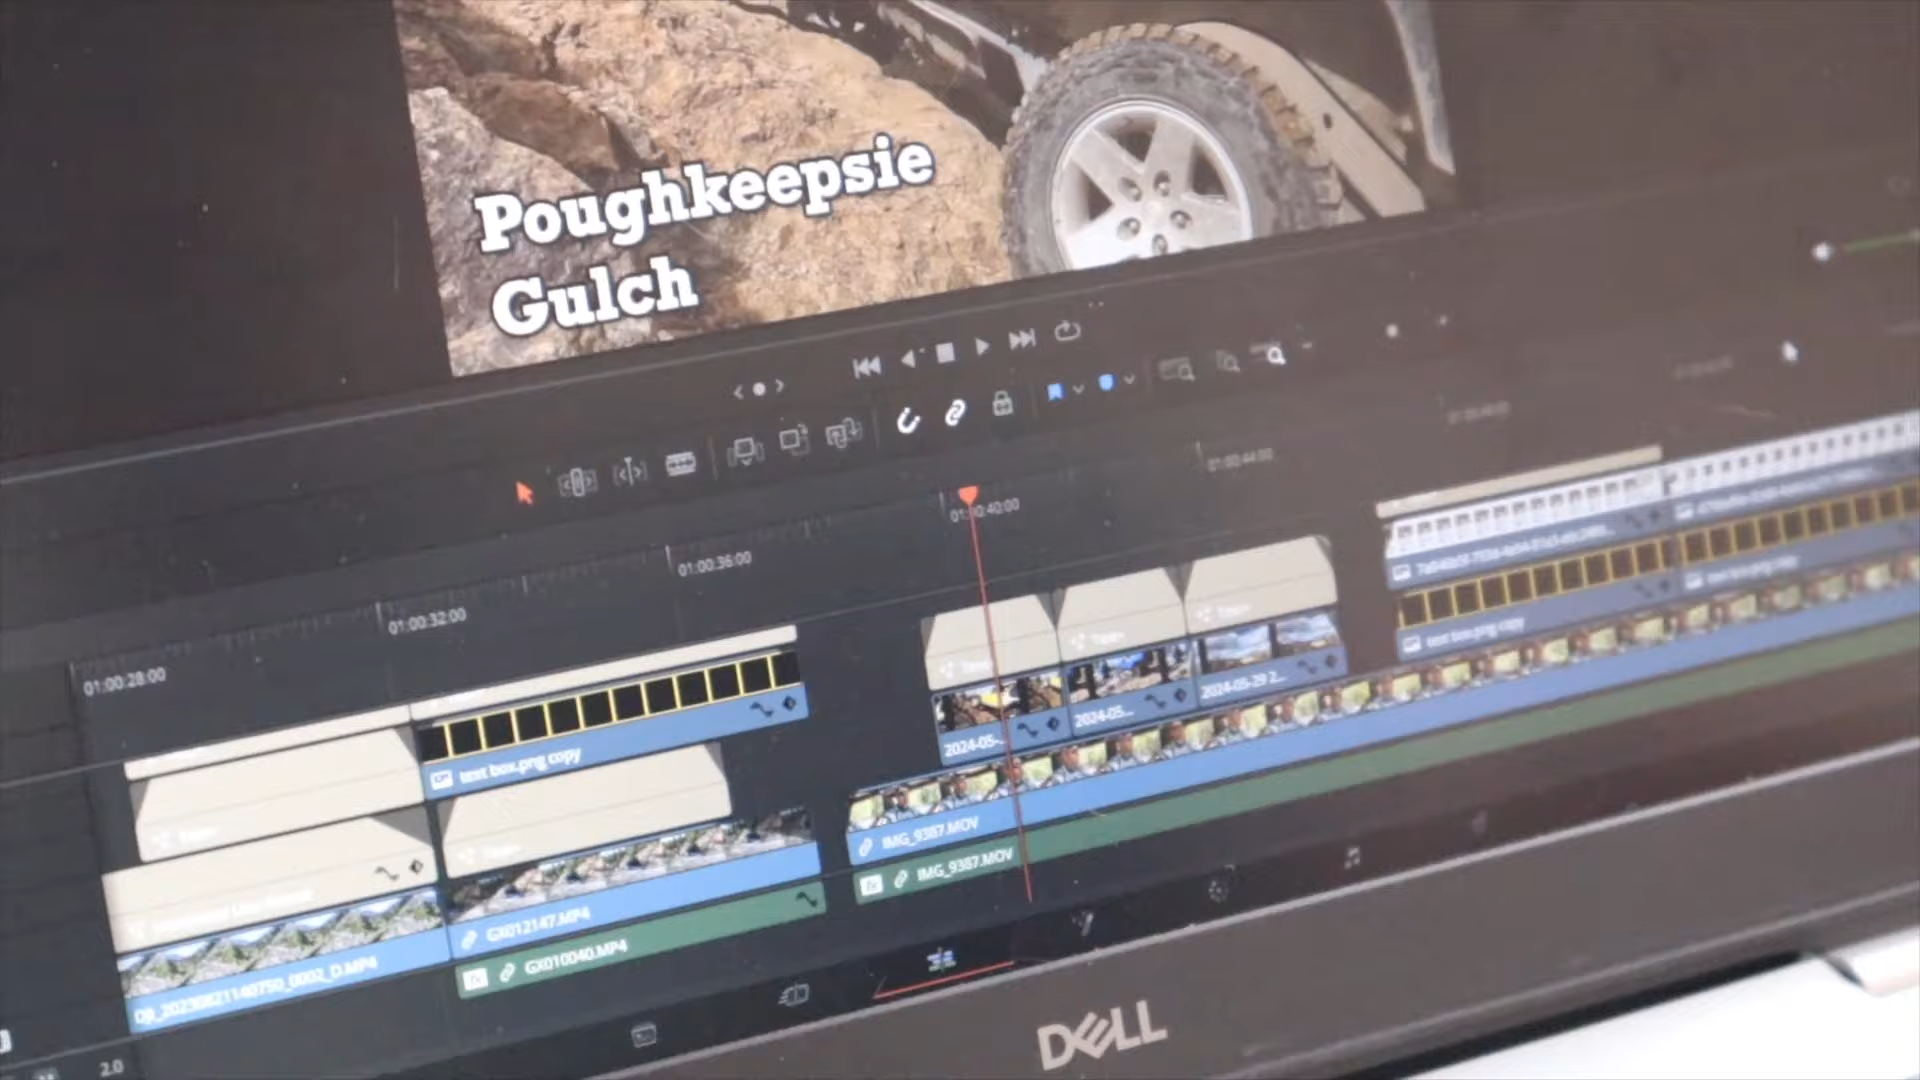 Poughkeepsie
Gulch
01:00:44:00
01:00:40:00
01:00:36:00
01:00:32:00
01:00:28:00
2024-05-29 2...
2024-05...
2024-05-...
test box.png copy
text box.png copy
IMG_9387.MOV
IMG_9387.MOV
GX012147.MP4
GX010040.MP4
DJI_20230821140750_0002_D.MP4
2.0
DELL